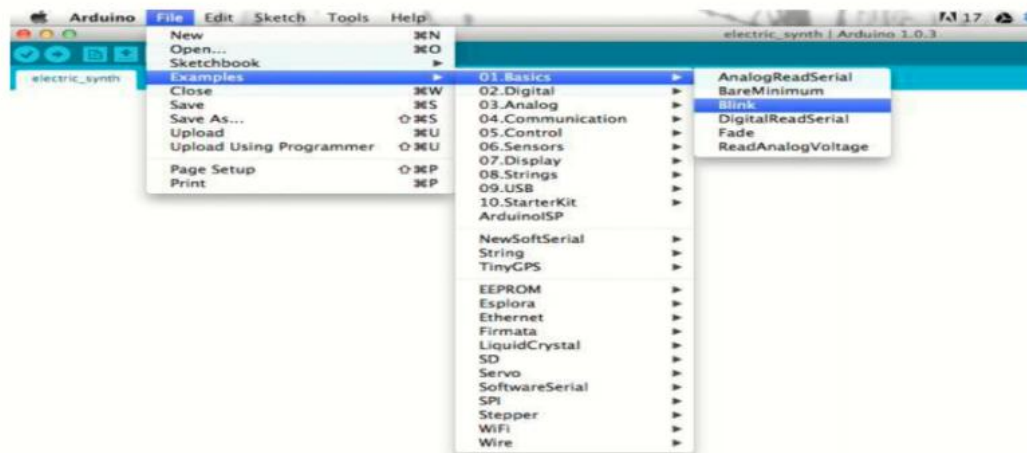 Arduino File Edit Sketch Tools Help
17
electric_synth | Arduino 1.0.3
electric_synth
New ⌘N
Open... ⌘O
Sketchbook ►
Examples ►
Close ⌘W
Save ⌘S
Save As... ⇧⌘S
Upload ⌘U
Upload Using Programmer ⇧⌘U
Page Setup ⇧⌘P
Print ⌘P
01.Basics ►
02.Digital ►
03.Analog ►
04.Communication ►
05.Control ►
06.Sensors ►
07.Display ►
08.Strings ►
09.USB ►
10.StarterKit ►
ArduinoISP
NewSoftSerial ►
String ►
TinyGPS ►
EEPROM ►
Esplora ►
Ethernet ►
Firmata ►
LiquidCrystal ►
SD ►
Servo ►
SoftwareSerial ►
SPI ►
Stepper ►
WiFi ►
Wire ►
AnalogReadSerial
BareMinimum
Blink
DigitalReadSerial
Fade
ReadAnalogVoltage